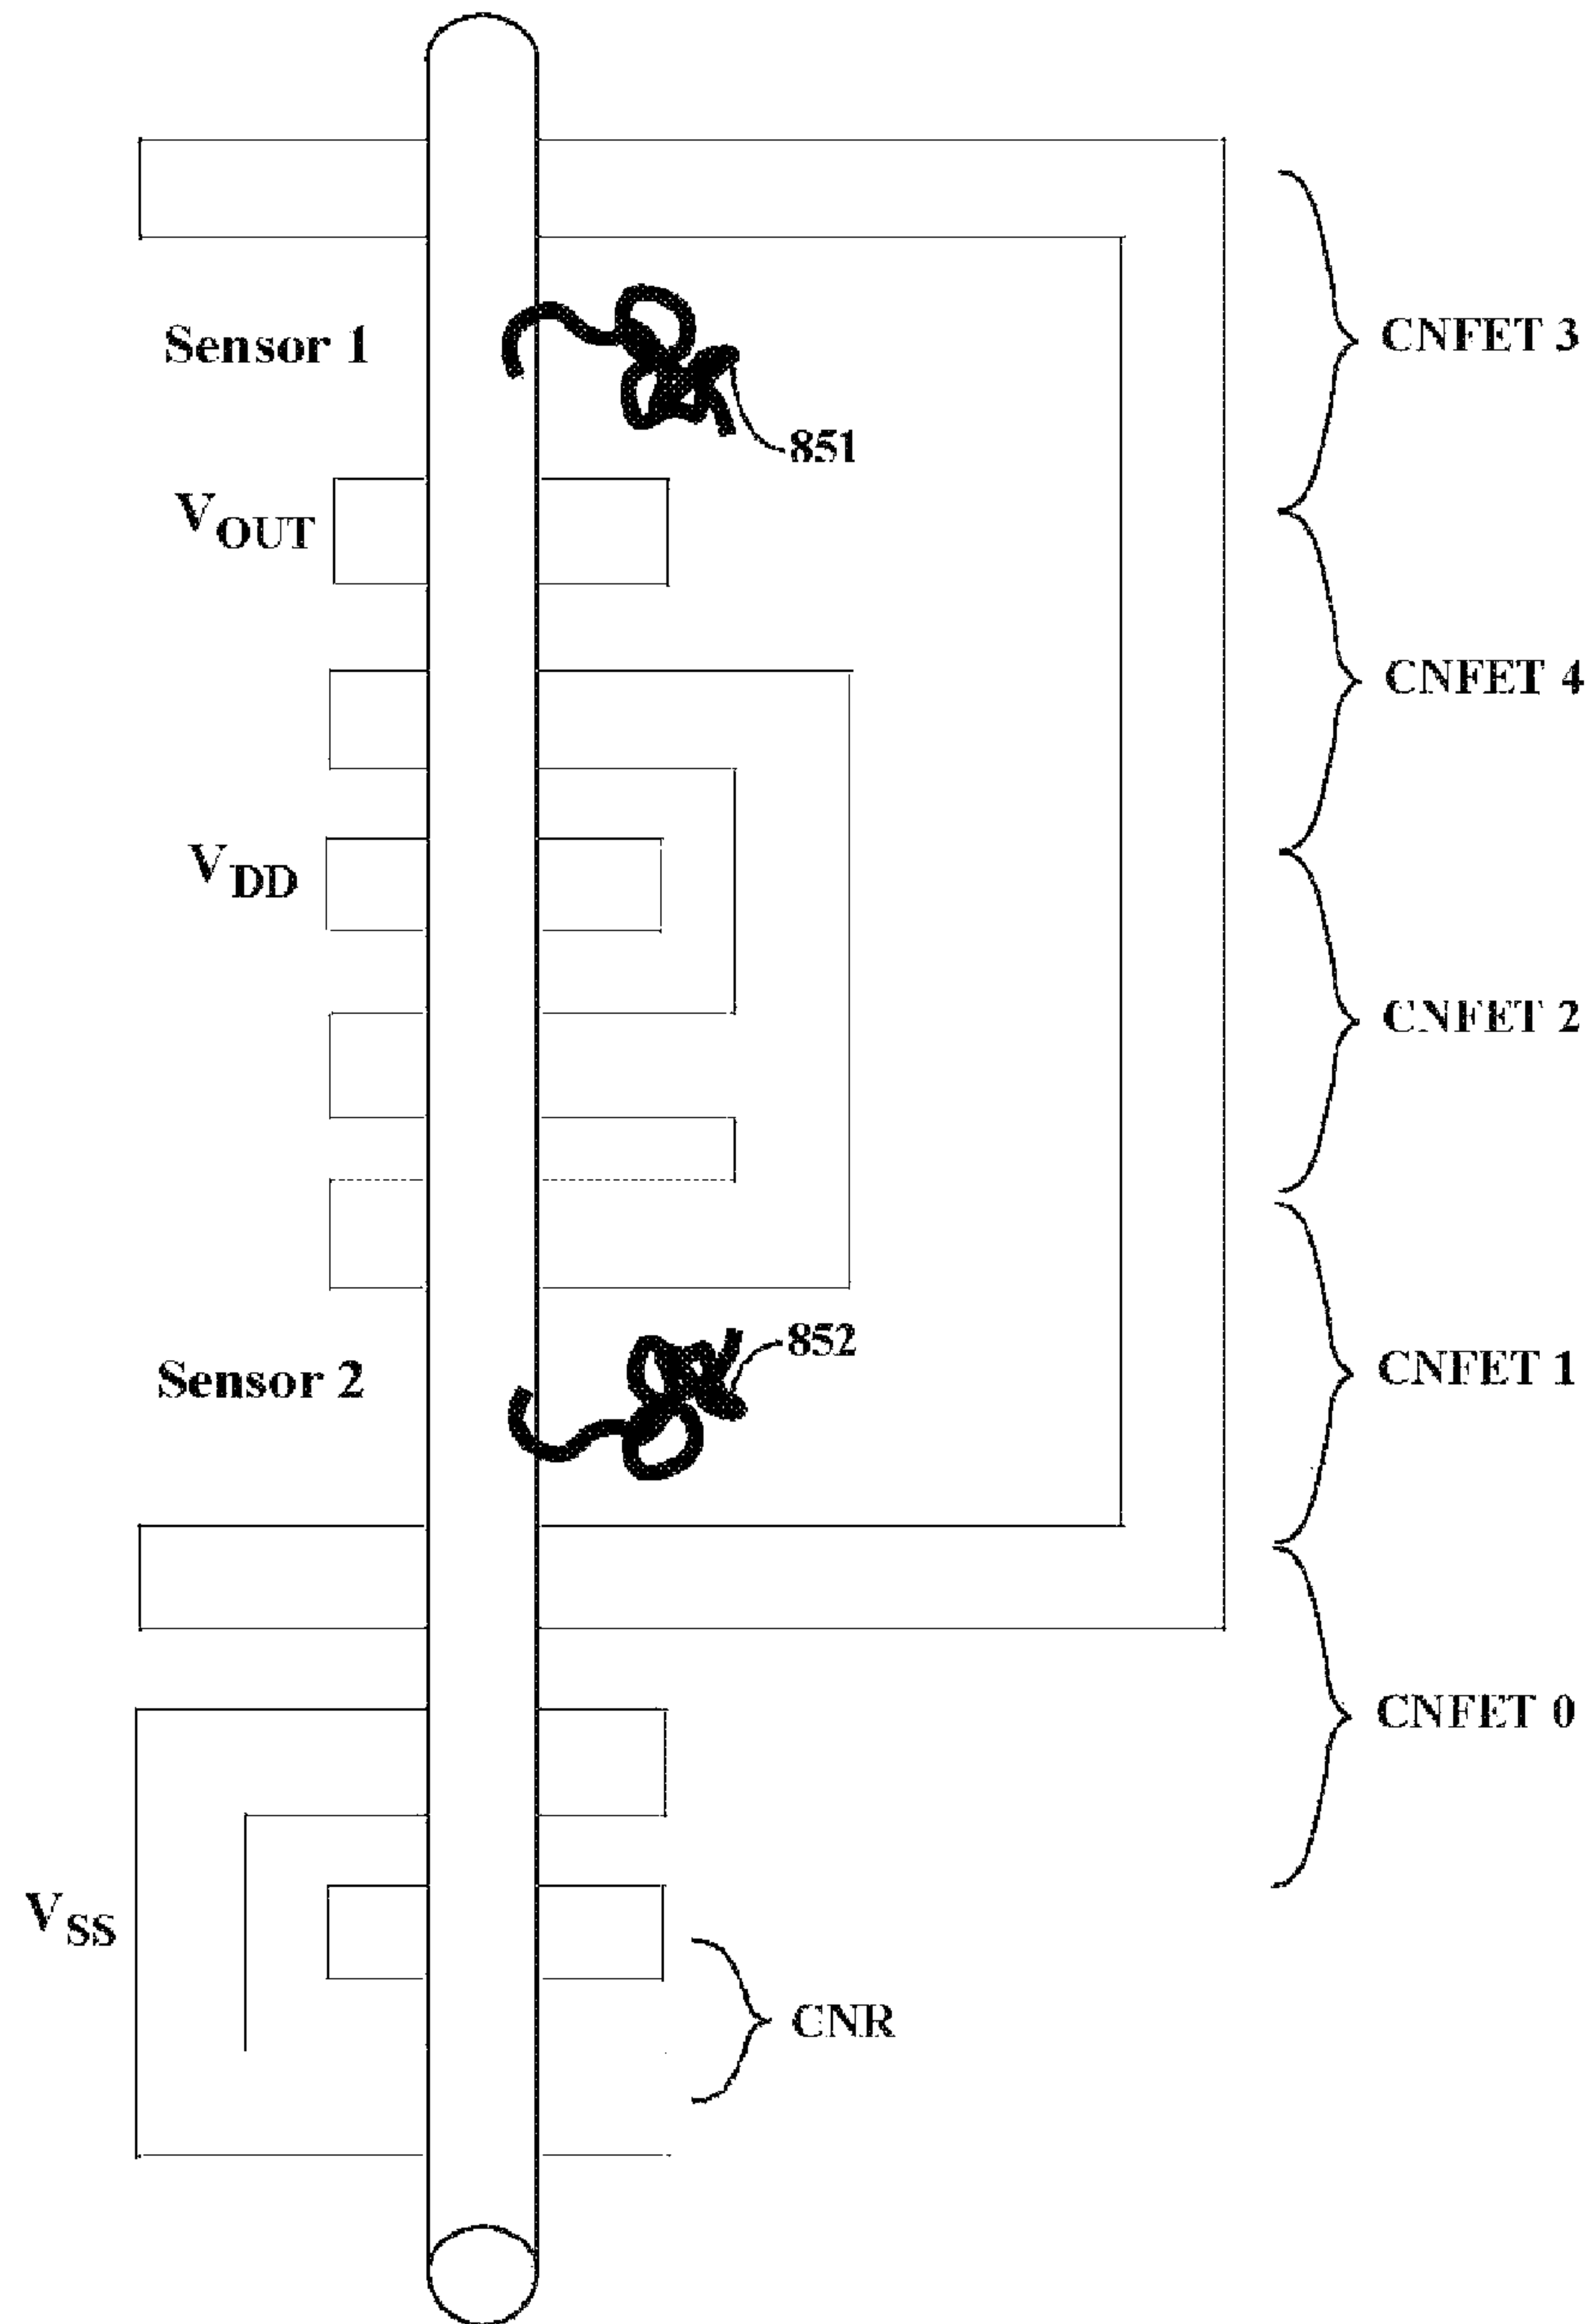 Sensor 1
CNFET 3
851
VOUT
CNFET 4
VDD
CNFET 2
852
Sensor 2
CNFET 1
CNFET 0
VSS
CNR